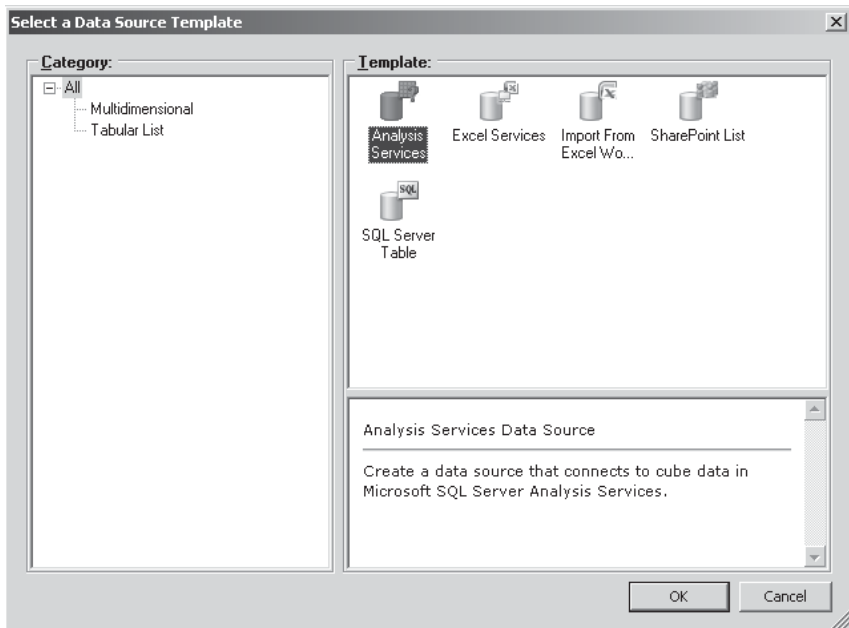 Select a Data Source Template
Category:
All
Multidimensional
Tabular List
Template:
Analysis
Services
Excel Services
Import From
Excel Wo...
SharePoint List
SQL
SQL Server
Table
Analysis Services Data Source
Create a data source that connects to cube data in
Microsoft SQL Server Analysis Services.
OK
Cancel